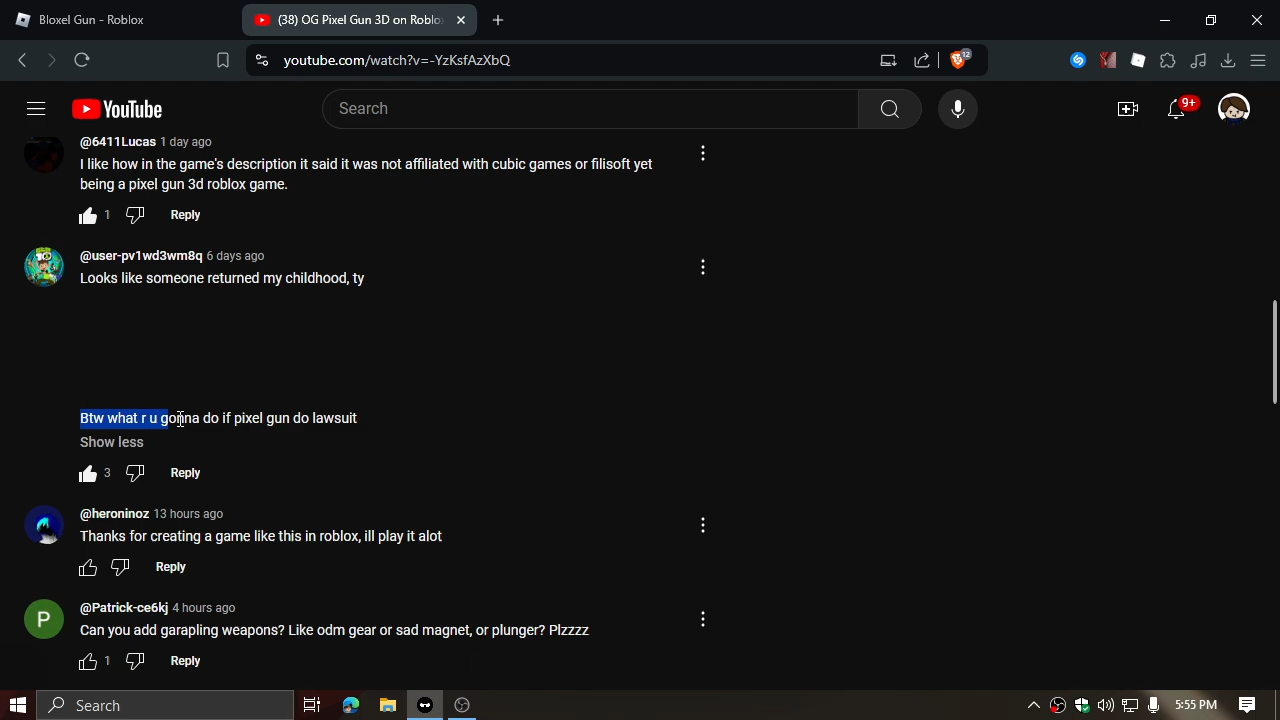 Bloxel Gun - Roblox
(38) OG Pixel Gun 3D on Roblo
youtube.com/watch?v=-YzKsfAzXbQ
12
YouTube
Search
9+
@6411Lucas 1 day ago
I like how in the game's description it said it was not affiliated with cubic games or filisoft yet
being a pixel gun 3d roblox game.
1 Reply
@user-pv1wd3wm8q 6 days ago
Looks like someone returned my childhood, ty
Btw what r u gonna do if pixel gun do lawsuit
Show less
3 Reply
@heroninoz 13 hours ago
Thanks for creating a game like this in roblox, ill play it alot
Reply
P
@Patrick-ce6kj 4 hours ago
Can you add garapling weapons? Like odm gear or sad magnet, or plunger? Plzzzz
1 Reply
Search
5:55 PM